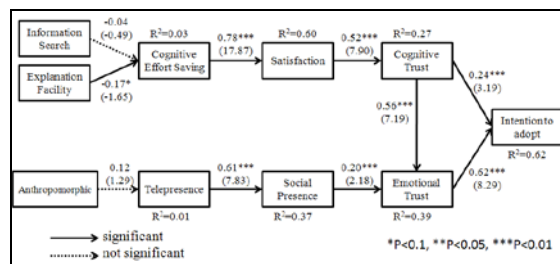 Information
Search
-0.04
(-0.49)
Explanation
Facility
-0.17*
(-1.65)
R²=0.03
Cognitive
Effort Saving
0.78***
(17.87)
R²=0.60
Satisfaction
0.52***
(7.90)
R²=0.27
Cognitive
Trust
0.24***
(3.19)
0.56***
(7.19)
Intention to
adopt
R²=0.62
Anthropomorphic
0.12
(1.29)
Telepresence
R²=0.01
0.61***
(7.83)
Social
Presence
R²=0.37
0.20***
(2.18)
Emotional
Trust
R²=0.39
0.62***
(8.29)
significant
not significant
*P<0.1, **P<0.05, ***P<0.01